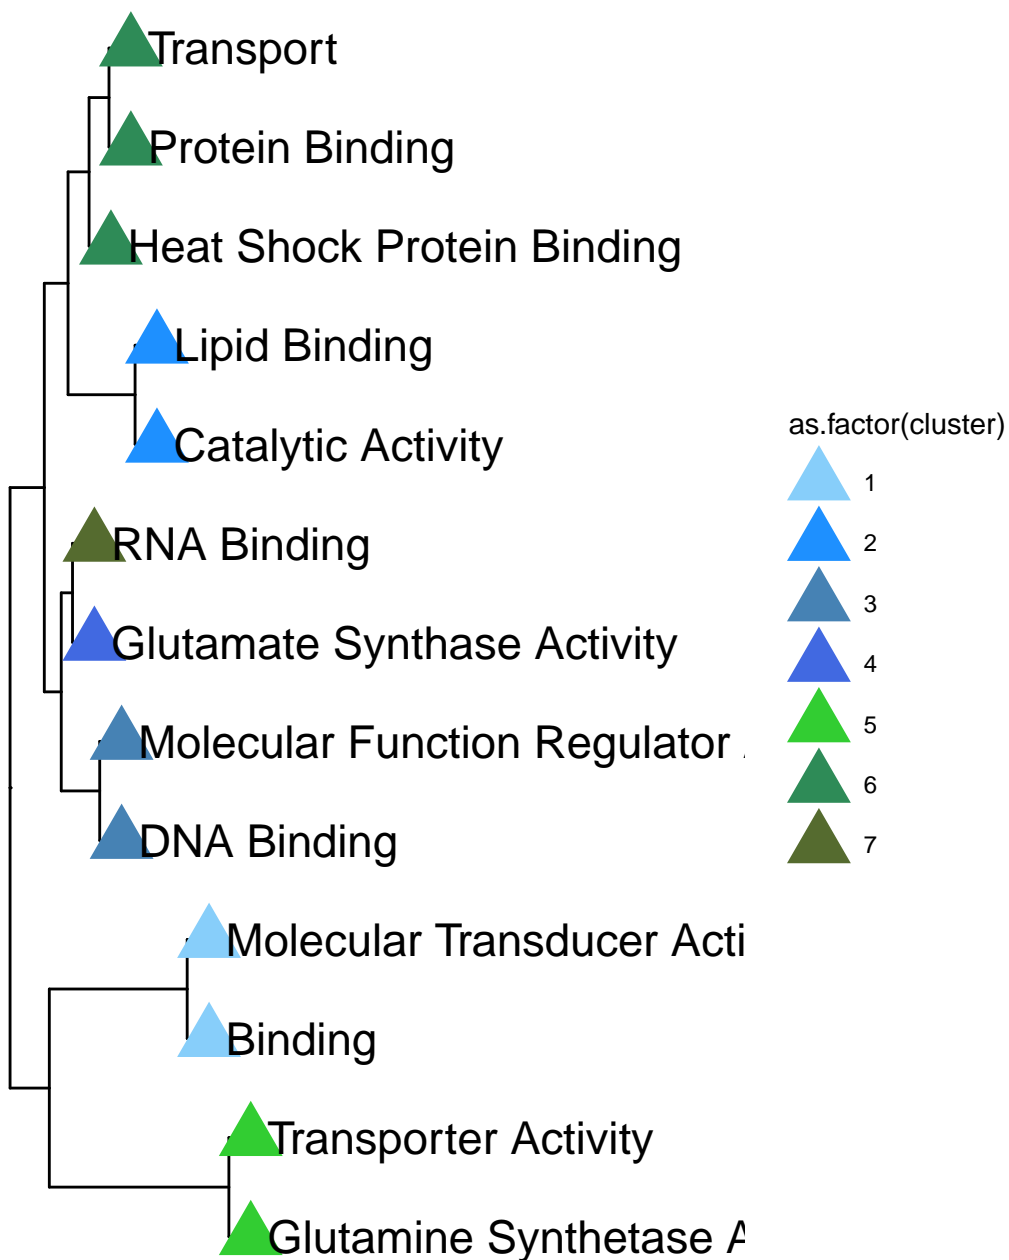 Transport
Protein Binding
Heat Shock Protein Binding
Lipid Binding
Catalytic Activity
RNA Binding
Glutamate Synthase Activity
Molecular Function Regulator
DNA Binding
Molecular Transducer Acti
Binding
Transporter Activity
Glutamine Synthetase A
as.factor(cluster)
1
2
3
4
5
6
7